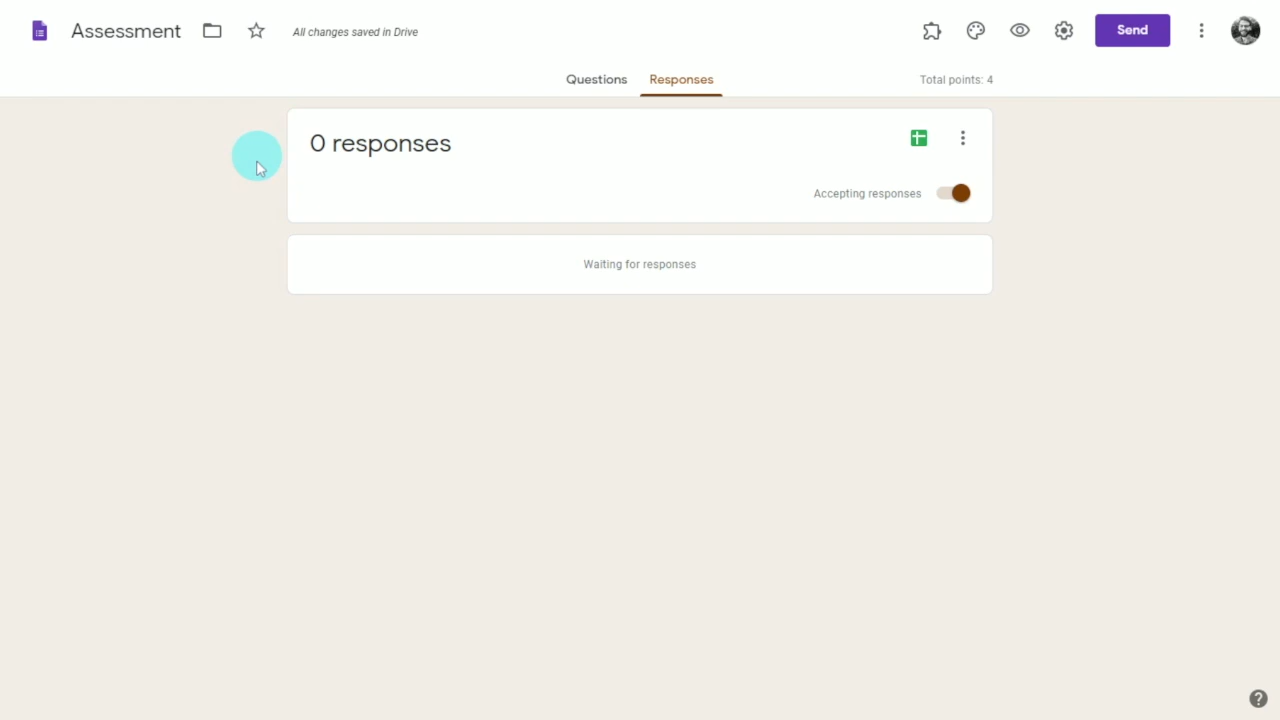 Assessment
All changes saved in Drive
Send
Questions
Responses
Total points: 4
0 responses
Accepting responses
Waiting for responses